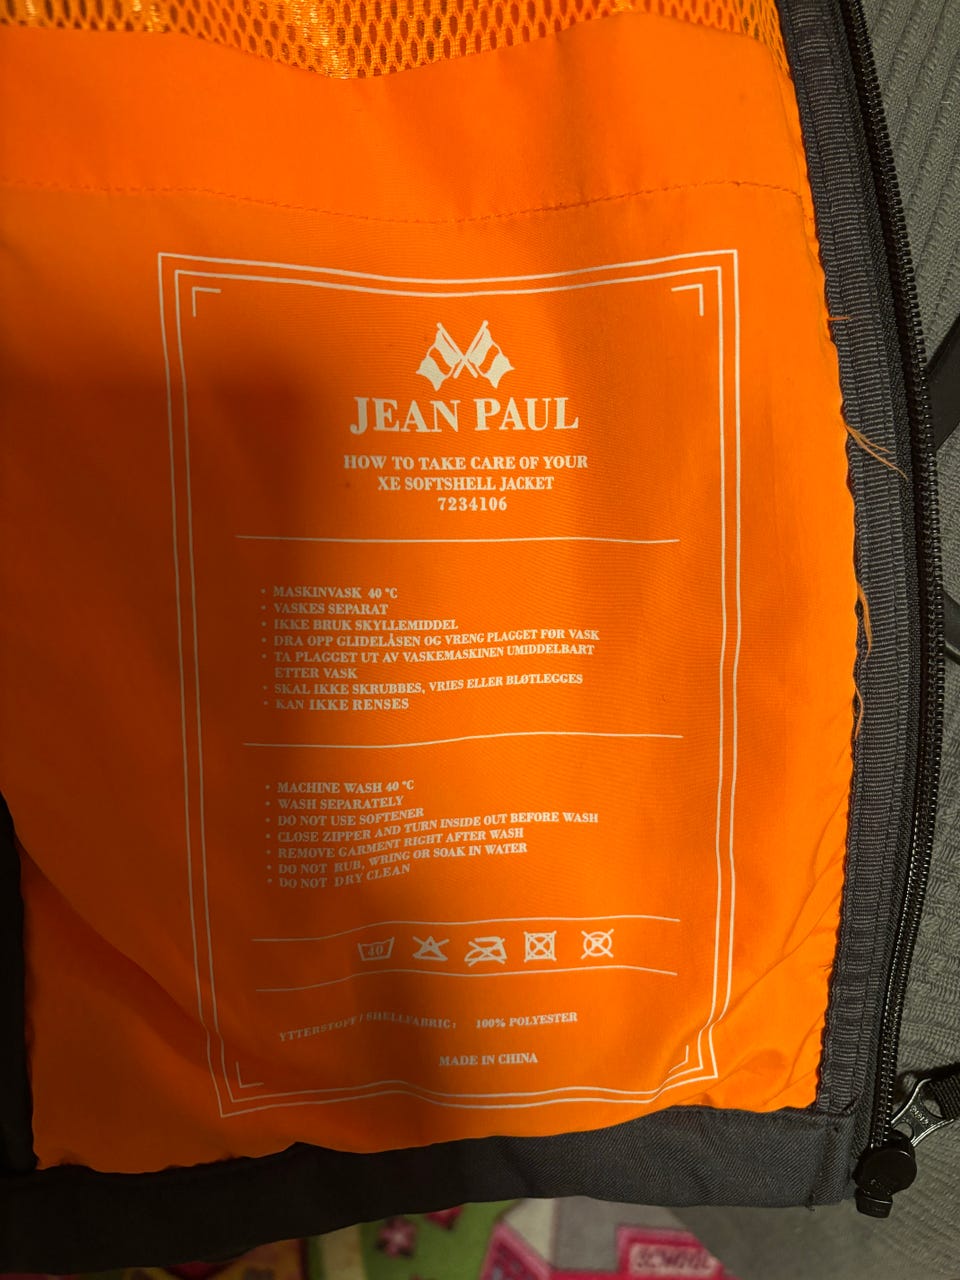 JEAN PAUL
HOW TO TAKE CARE OF YOUR
XE SOFTSHELL JACKET
7234106
• MASKINVASK 40 °C
• VASKES SEPARAT
• IKKE BRUK SKYLLEMIDDEL
• DRA OPP GLIDELÅSEN OG VRENG PLAGGET FØR VASK
• TA PLAGGET UT AV VASKEMASKINEN UMIDDELBART
ETTER VASK
• SKAL IKKE SKRUBBES, VRIES ELLER BLØTLEGGES
• KAN IKKE RENSES
• MACHINE WASH 40 °C
• WASH SEPARATELY
• DO NOT USE SOFTENER
• CLOSE ZIPPER AND TURN INSIDE OUT BEFORE WASH
• REMOVE GARMENT RIGHT AFTER WASH
• DO NOT RUB, WRING OR SOAK IN WATER
• DO NOT DRY CLEAN
40
YTTERSTOFF / SHELLFABRIC: 100% POLYESTER
MADE IN CHINA
SCHOOL